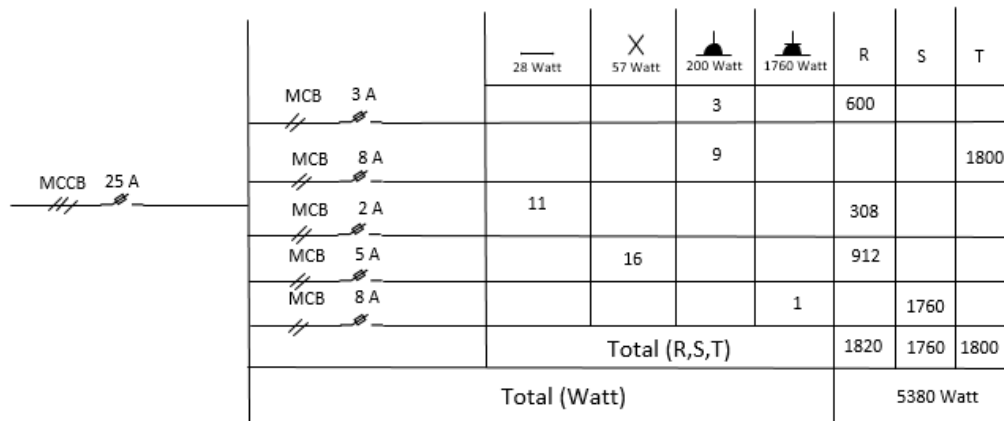 R S T
28 Watt 57 Watt 200 Watt 1760 Watt
MCB 3 A 3 600
MCB 8 A 9 1800
MCCB 25 A
MCB 2 A 11 308
MCB 5 A 16 912
MCB 8 A 1 1760
Total (R,S,T) 1820 1760 1800
Total (Watt) 5380 Watt